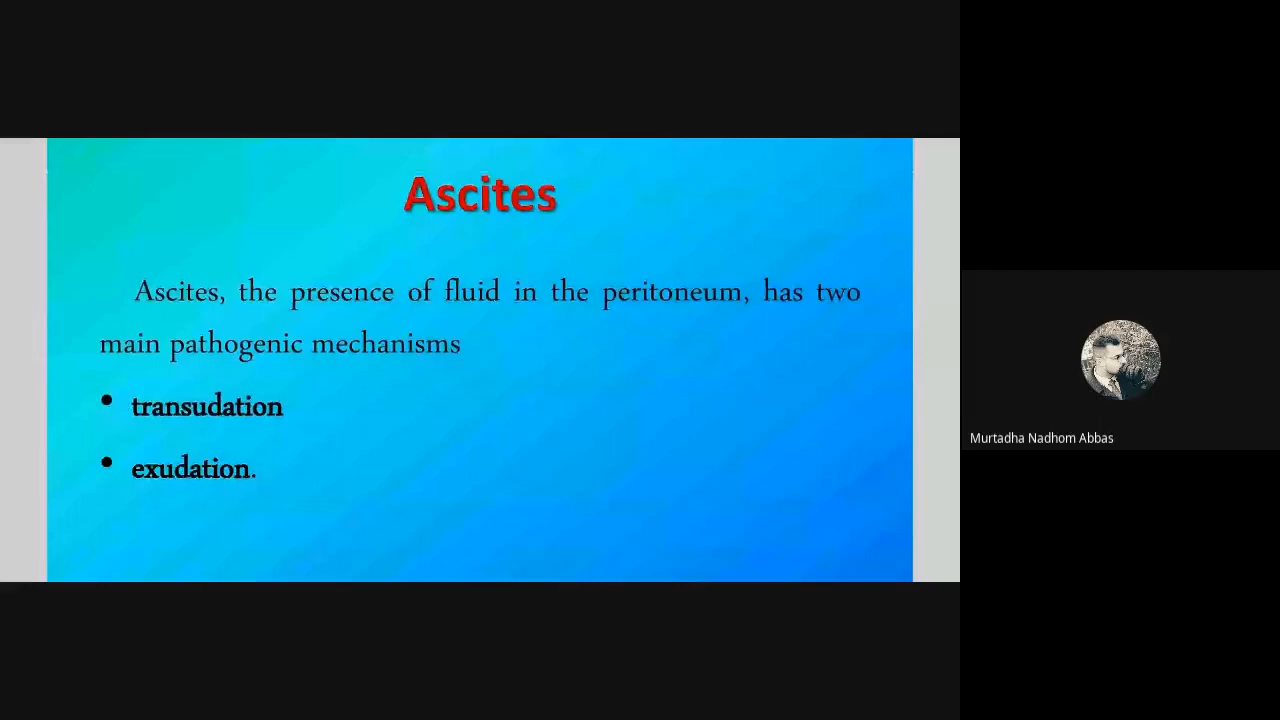 Ascites
Ascites, the presence of fluid in the peritoneum, has two
main pathogenic mechanisms
• transudation
• exudation.
Murtadha Nadhom Abbas